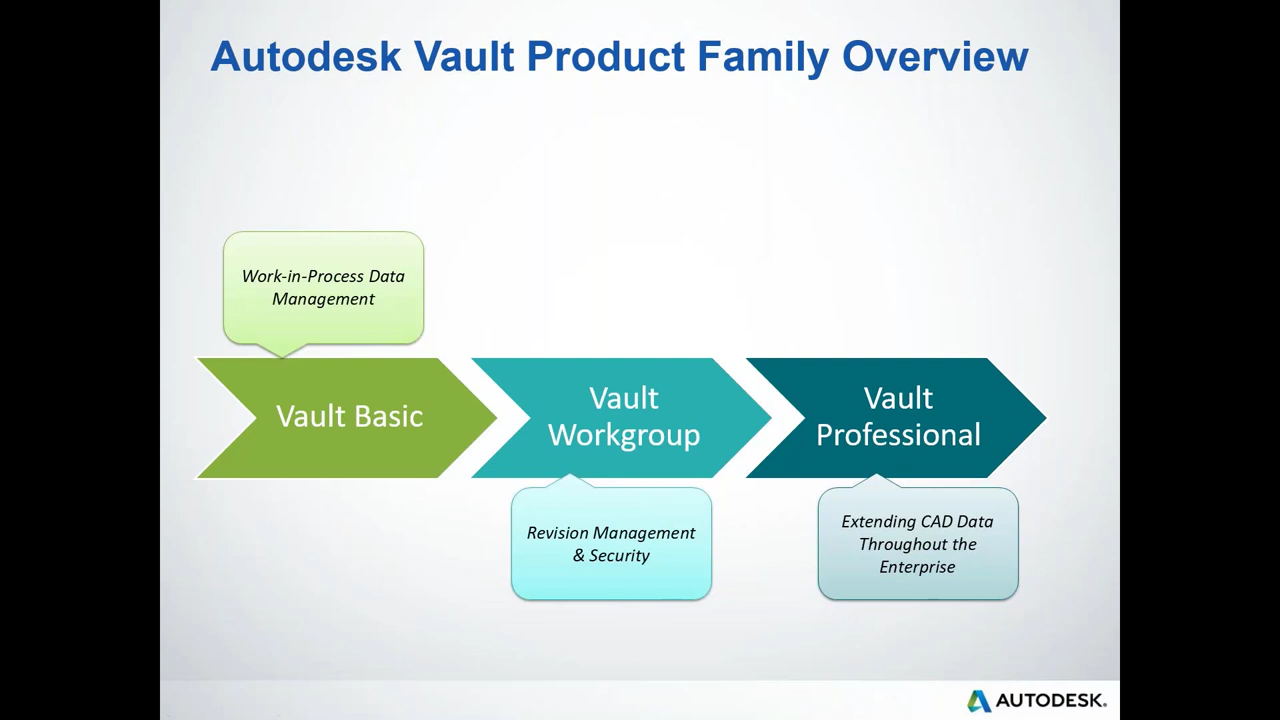 Autodesk Vault Product Family Overview
Work-in-Process Data
Management
Vault Basic
Vault
Workgroup
Vault
Professional
Revision Management
& Security
Extending CAD Data
Throughout the
Enterprise
AUTODESK.